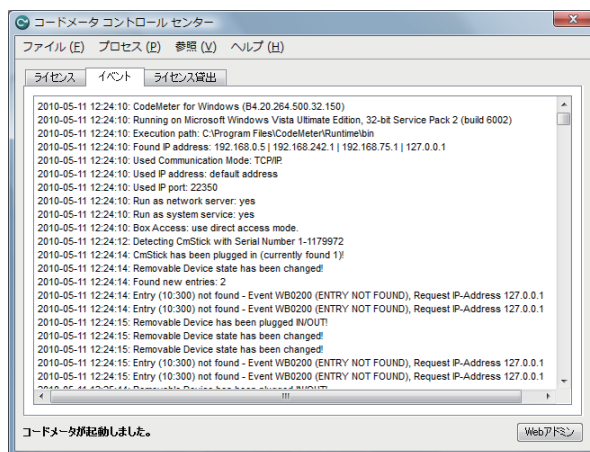 コードメータ コントロール センター
ファイル (F) プロセス (P) 参照 (V) ヘルプ (H)
ライセンス イベント ライセンス貸出
2010-05-11 12:24:10: CodeMeter for Windows (B4.20.264.500.32.150)
2010-05-11 12:24:10: Running on Microsoft Windows Vista Ultimate Edition, 32-bit Service Pack 2 (build 6002)
2010-05-11 12:24:10: Execution path: C:\Program Files\CodeMeter\Runtime\bin
2010-05-11 12:24:10: Found IP address: 192.168.0.5 | 192.168.242.1 | 192.168.75.1 | 127.0.0.1
2010-05-11 12:24:10: Used Communication Mode: TCP/IP.
2010-05-11 12:24:10: Used IP address: default address
2010-05-11 12:24:10: Used IP port: 22350
2010-05-11 12:24:10: Run as network server: yes
2010-05-11 12:24:10: Run as system service: yes
2010-05-11 12:24:10: Box Access: use direct access mode.
2010-05-11 12:24:12: Detecting CmStick with Serial Number 1-1179972
2010-05-11 12:24:14: CmStick has been plugged in (currently found 1)!
2010-05-11 12:24:14: Removable Device state has been changed!
2010-05-11 12:24:14: Found new entries: 2
2010-05-11 12:24:14: Entry (10:300) not found - Event WB0200 (ENTRY NOT FOUND), Request IP-Address 127.0.0.1
2010-05-11 12:24:14: Entry (10:300) not found - Event WB0200 (ENTRY NOT FOUND), Request IP-Address 127.0.0.1
2010-05-11 12:24:15: Removable Device has been plugged IN/OUT!
2010-05-11 12:24:15: Removable Device state has been changed!
2010-05-11 12:24:15: Removable Device state has been changed!
2010-05-11 12:24:15: Entry (10:300) not found - Event WB0200 (ENTRY NOT FOUND), Request IP-Address 127.0.0.1
2010-05-11 12:24:15: Entry (10:300) not found - Event WB0200 (ENTRY NOT FOUND), Request IP-Address 127.0.0.1
コードメータが起動しました。
Webアドミン